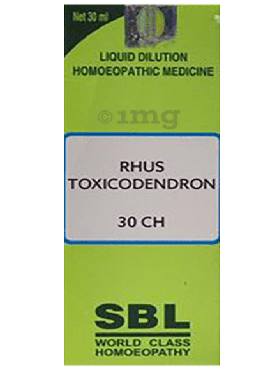 Net 30 ml
LIQUID DILUTION
HOMOEOPATHIC MEDICINE
1mg
RHUS
TOXICODENDRON
30 CH
SBL
WORLD CLASS
HOMOEOPATHY